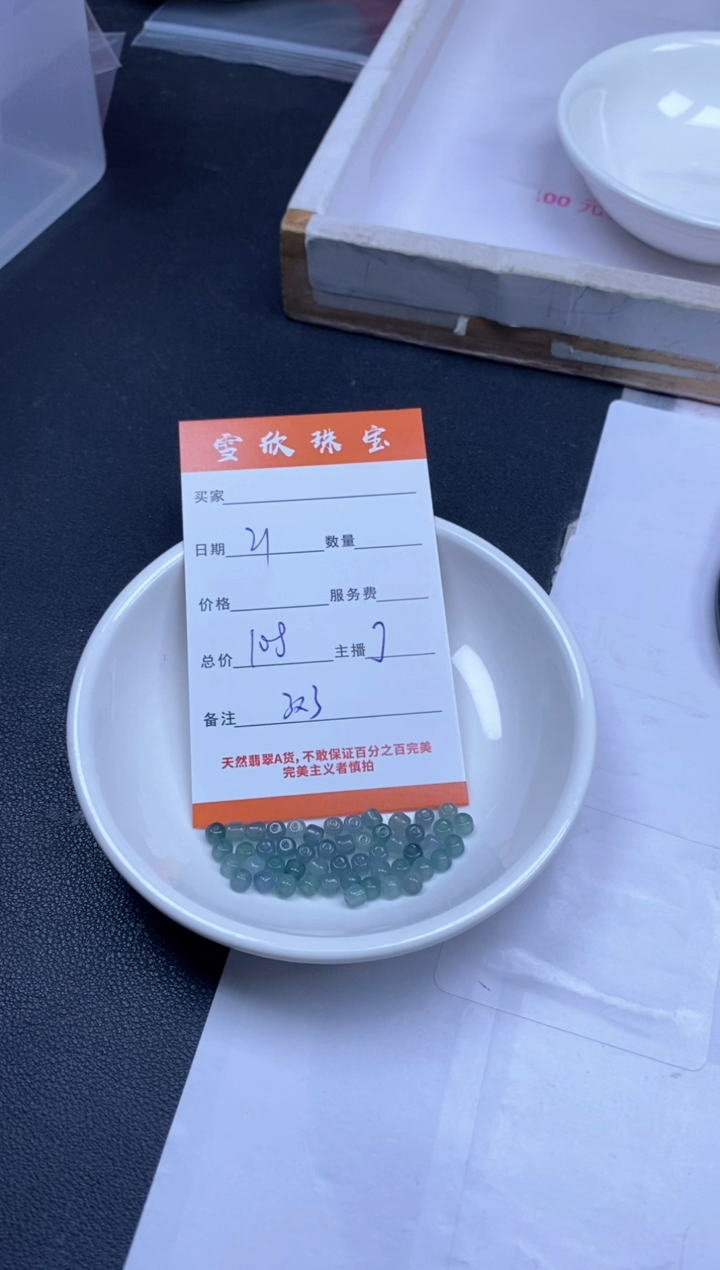 00 元
雪欣珠宝
买家
日期 21 数量
价格 服务费
总价 108 主播
备注
天然翡翠A货，不敢保证百分之百完美
完美主义者慎拍